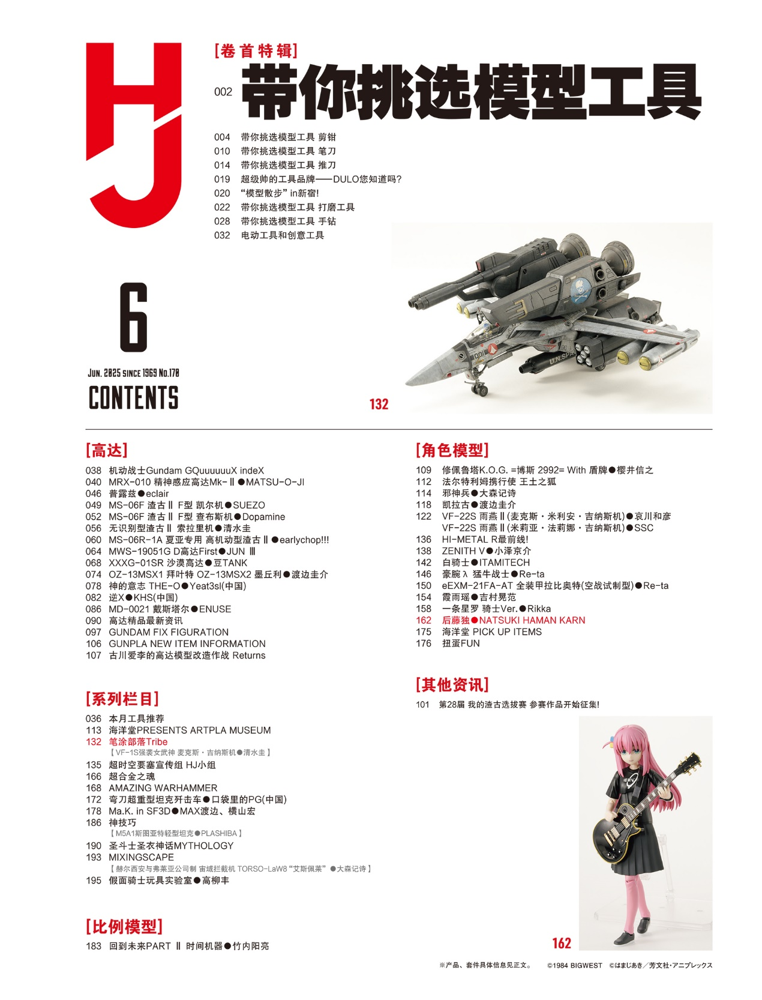 HJ
[卷首特辑]
002 带你挑选模型工具
004 带你挑选模型工具 剪钳
010 带你挑选模型工具 笔刀
014 带你挑选模型工具 推刀
019 超级帅的工具品牌——DULO您知道吗?
020 “模型散步” in新宿!
022 带你挑选模型工具 打磨工具
028 带你挑选模型工具 手钻
032 电动工具和创意工具
6
Jun. 2025 SINCE 1969 No.170
CONTENTS
001
U.N.SPA
132
[高达]
038 机动战士Gundam GQuuuuuuX indeX
040 MRX-010 精神感应高达Mk-Ⅱ●MATSU-O-JI
046 普露兹●eclair
049 MS-06F 渣古Ⅱ F型 凯尔机●SUEZO
052 MS-06F 渣古Ⅱ F型 查布斯机●Dopamine
056 无识别型渣古Ⅱ 索拉里机●清水圭
060 MS-06R-1A 夏亚专用 高机动型渣古Ⅱ●earlychop!!!
064 MWS-19051G D高达First●JUN Ⅲ
068 XXXG-01SR 沙漠高达●豆TANK
074 OZ-13MSX1 拜叶特 OZ-13MSX2 墨丘利●渡边圭介
078 神的意志 THE-O●Yeat3sl(中国)
082 逆X●KHS(中国)
086 MD-0021 戴斯塔尔●ENUSE
090 高达精品最新资讯
097 GUNDAM FIX FIGURATION
106 GUNPLA NEW ITEM INFORMATION
107 古川爱李的高达模型改造作战 Returns
[系列栏目]
036 本月工具推荐
113 海洋堂PRESENTS ARTPLA MUSEUM
132 笔涂部落Tribe
【VF-1S强袭女武神 麦克斯・吉纳斯机●清水圭】
135 超时空要塞宣传组 HJ小组
166 超合金之魂
168 AMAZING WARHAMMER
172 弯刀超重型坦克歼击车●口袋里的PG(中国)
178 Ma.K. in SF3D●MAX渡边、横山宏
186 神技巧
【M5A1斯图亚特轻型坦克●PLASHIBA】
190 圣斗士圣衣神话MYTHOLOGY
193 MIXINGSCAPE
【赫尔西安与弗莱亚公司制 宙域拦截机 TORSO-LaW8 “艾斯佩莱” ●大森记诗】
195 假面骑士玩具实验室●高柳丰
[比例模型]
183 回到未来PART Ⅱ 时间机器●竹内阳亮
[角色模型]
109 修佩鲁塔K.O.G. =博斯 2992= With 盾牌●樱井信之
112 法尔特利姆携行使 王土之狐
114 邪神兵●大森记诗
118 凯拉古●渡边圭介
122 VF-22S 雨燕Ⅱ(麦克斯・米利安・吉纳斯机)●哀川和彦
VF-22S 雨燕Ⅱ(米莉亚・法莉娜・吉纳斯机)●SSC
136 HI-METAL R最前线!
138 ZENITH V●小泽京介
142 白骑士●ITAMITECH
146 豪腕λ 猛牛战士●Re-ta
150 eEXM-21FA-AT 全装甲拉比奥特(空战试制型)●Re-ta
154 霞雨瑶●吉村晃范
158 一条星罗 骑士Ver.●Rikka
162 后藤独●NATSUKI HAMAN KARN
175 海洋堂 PICK UP ITEMS
176 扭蛋FUN
[其他资讯]
101 第28届 我的渣古选拔赛 参赛作品开始征集!
162
※产品、套件具体信息见正文。 ©1984 BIGWEST ©はまじあき／芳文社・アニプレックス